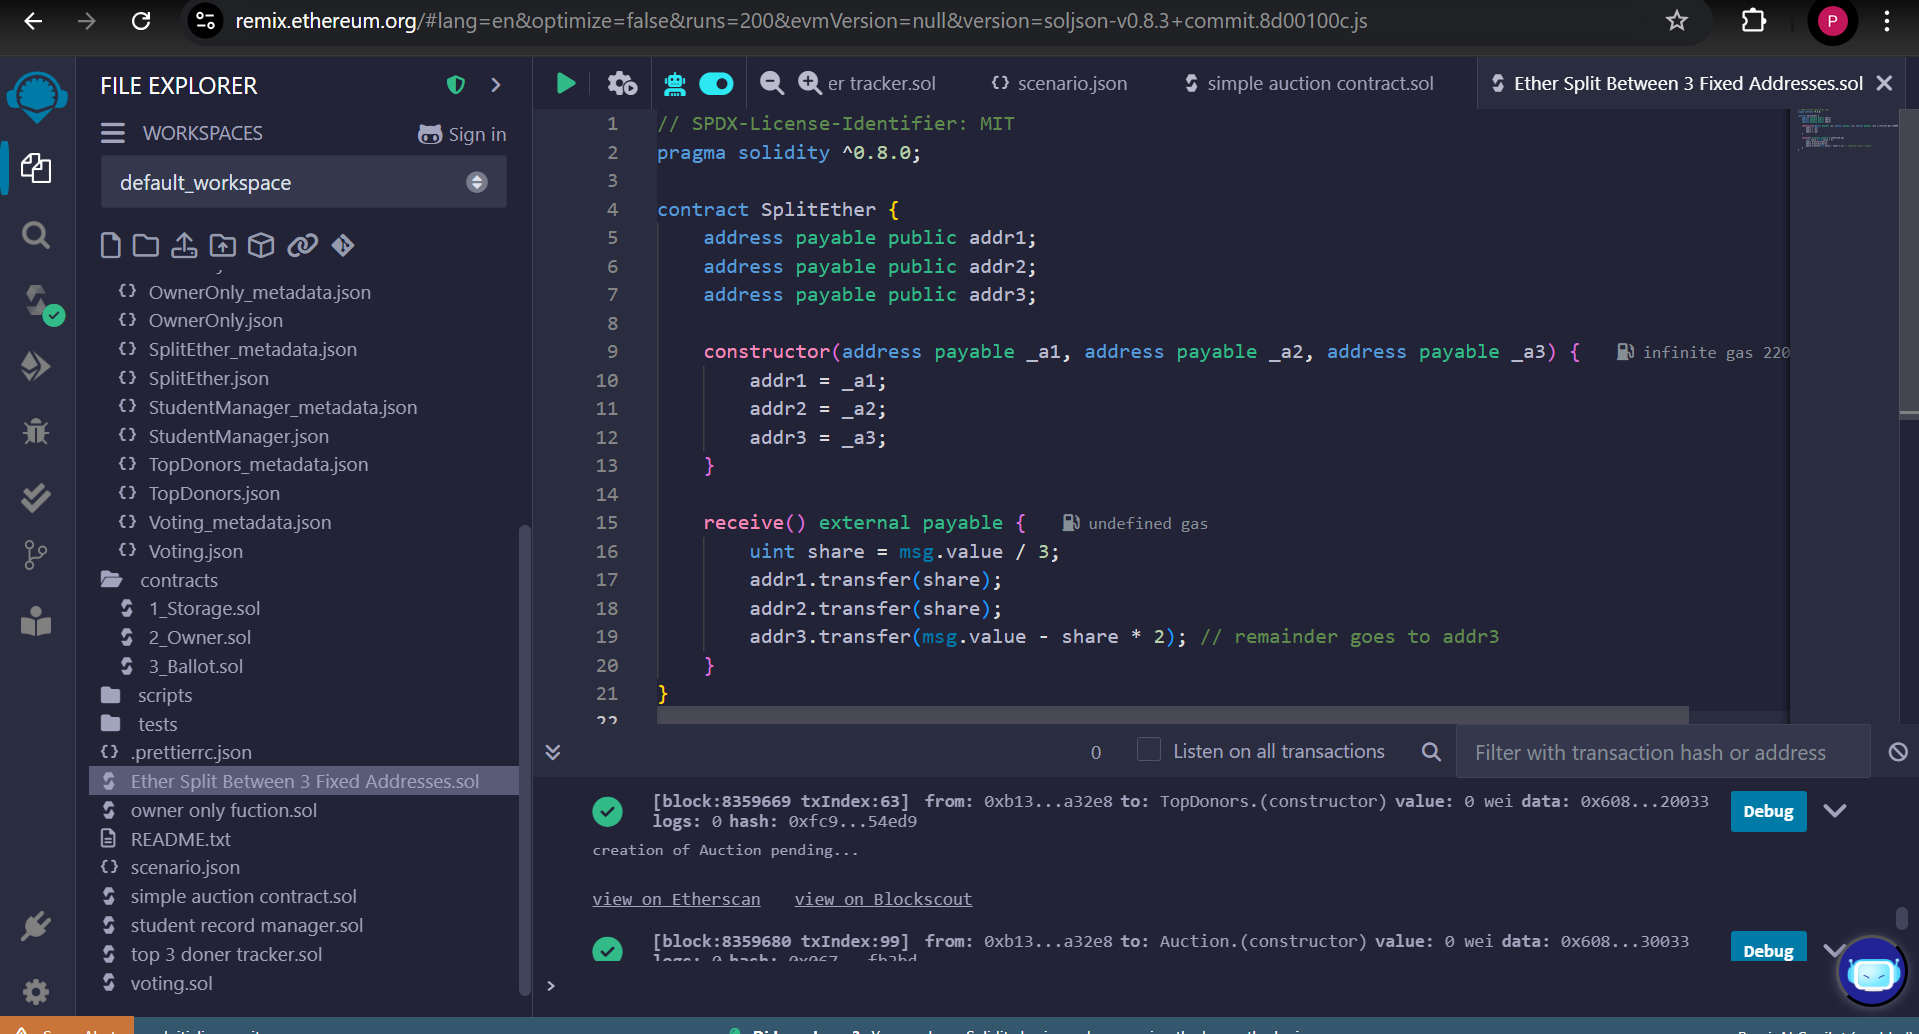 remix.ethereum.org/#lang=en&optimize=false&runs=200&evmVersion=null&version=soljson-v0.8.3+commit.8d00100c.js
P
FILE EXPLORER
WORKSPACES
Sign in
default_workspace
OwnerOnly_metadata.json
OwnerOnly.json
SplitEther_metadata.json
SplitEther.json
StudentManager_metadata.json
StudentManager.json
TopDonors_metadata.json
TopDonors.json
Voting_metadata.json
Voting.json
contracts
1_Storage.sol
2_Owner.sol
3_Ballot.sol
scripts
tests
.prettierrc.json
Ether Split Between 3 Fixed Addresses.sol
owner only fuction.sol
README.txt
scenario.json
simple auction contract.sol
student record manager.sol
top 3 doner tracker.sol
voting.sol
er tracker.sol
scenario.json
simple auction contract.sol
Ether Split Between 3 Fixed Addresses.sol
1 // SPDX-License-Identifier: MIT
2 pragma solidity ^0.8.0;
3
4 contract SplitEther {
5 address payable public addr1;
6 address payable public addr2;
7 address payable public addr3;
8
9 constructor(address payable _a1, address payable _a2, address payable _a3) { infinite gas 220
10 addr1 = _a1;
11 addr2 = _a2;
12 addr3 = _a3;
13 }
14
15 receive() external payable { undefined gas
16 uint share = msg.value / 3;
17 addr1.transfer(share);
18 addr2.transfer(share);
19 addr3.transfer(msg.value - share * 2); // remainder goes to addr3
20 }
21 }
22
0 Listen on all transactions Filter with transaction hash or address
[block:8359669 txIndex:63] from: 0xb13...a32e8 to: TopDonors.(constructor) value: 0 wei data: 0x608...20033
logs: 0 hash: 0xfc9...54ed9
Debug
creation of Auction pending...
view on Etherscan view on Blockscout
[block:8359680 txIndex:99] from: 0xb13...a32e8 to: Auction.(constructor) value: 0 wei data: 0x608...30033
logs: 0 hash:
Debug
>